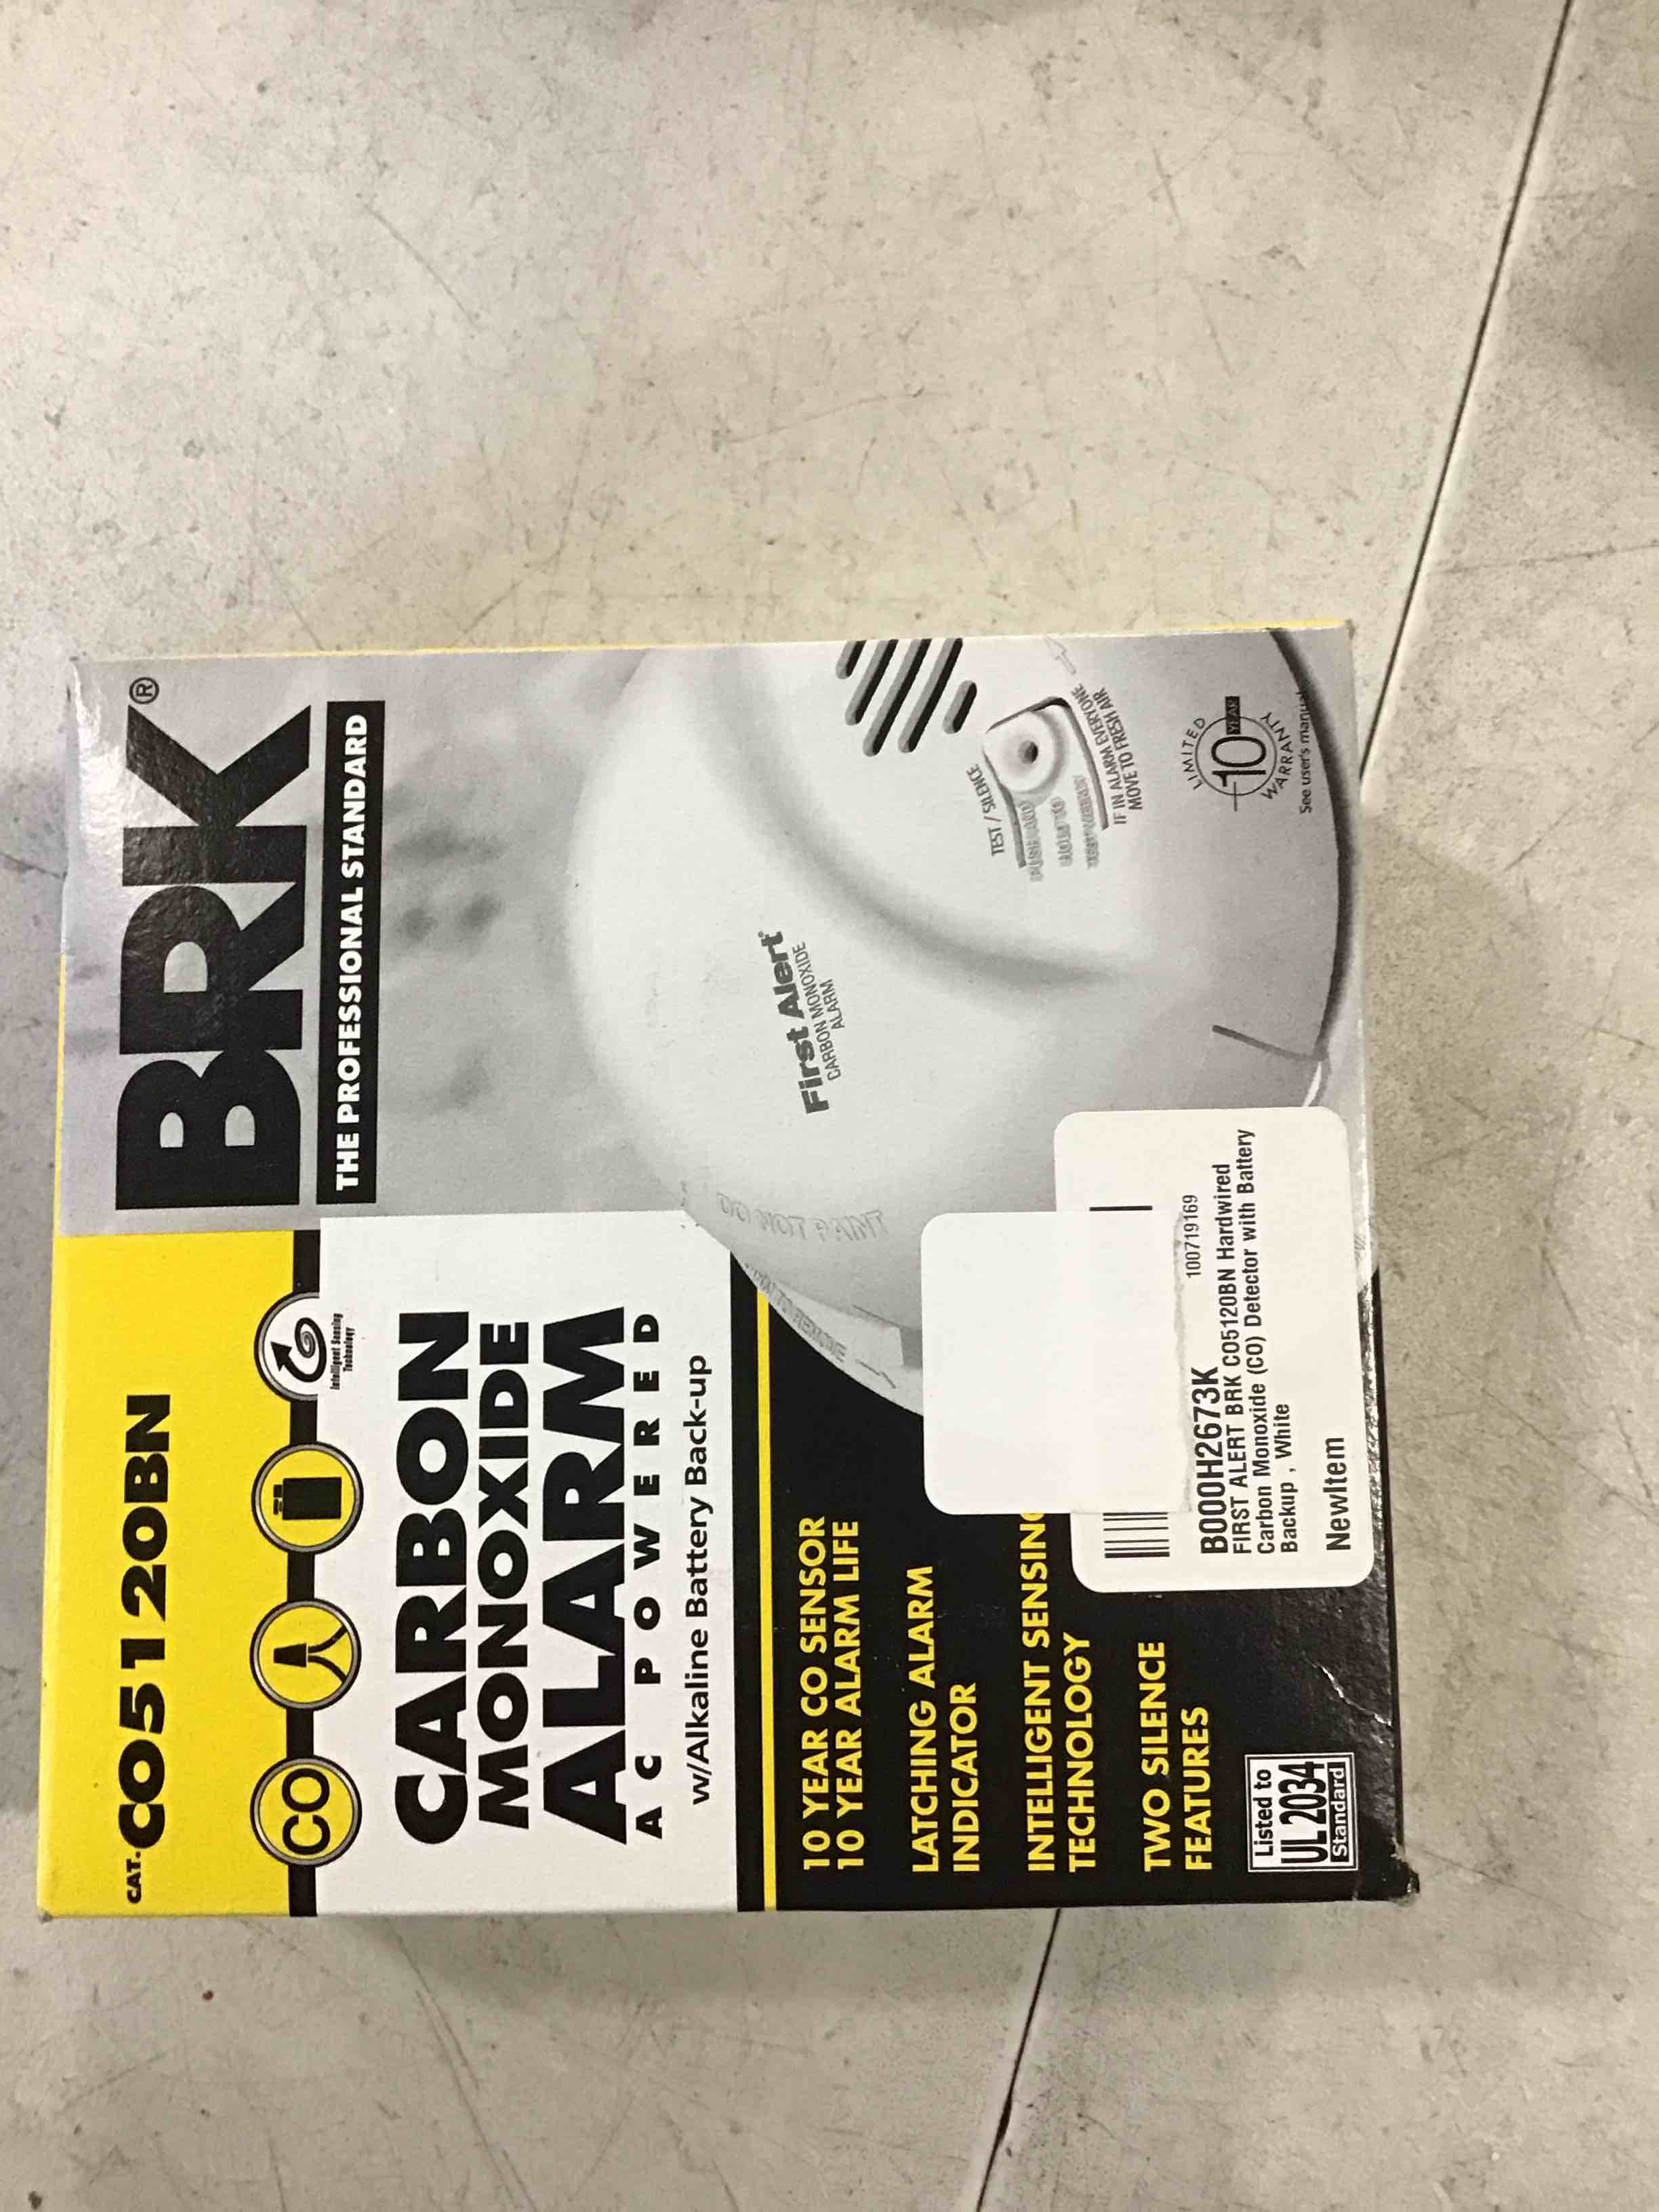 CAT. CO5120BN
BRK®
THE PROFESSIONAL STANDARD
CO
Intelligent Sensing
Technology
CARBON
MONOXIDE
ALARM
AC POWERED
w/Alkaline Battery Back-up
10 YEAR CO SENSOR
10 YEAR ALARM LIFE
LATCHING ALARM
INDICATOR
INTELLIGENT SENSING
TECHNOLOGY
TWO SILENCE
FEATURES
Listed to
UL 2034
Standard
First Alert®
CARBON MONOXIDE
ALARM
DO NOT PAINT
TEST / SILENCE
IF IN ALARM EVERYONE
MOVE TO FRESH AIR
LIMITED
10 YEAR
WARRANTY
See user's manual
100719169
B000H2673K
FIRST ALERT BRK CO5120BN Hardwired
Carbon Monoxide (CO) Detector with Battery
Backup , White
NewItem